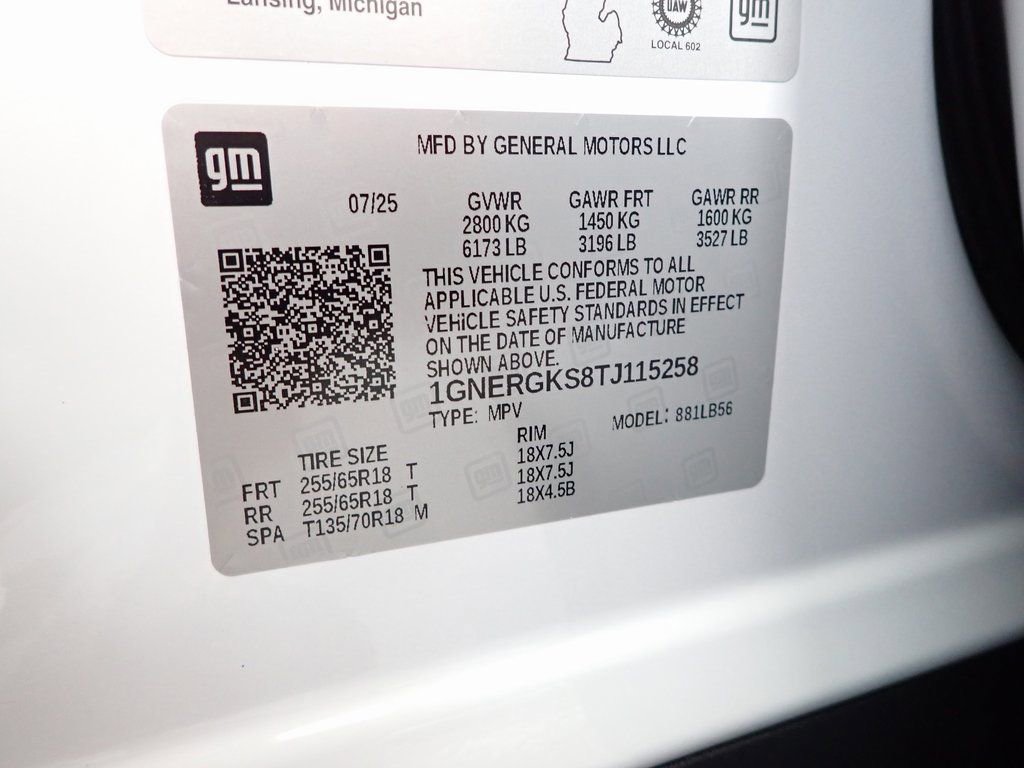 Lansing, Michigan
UAW
LOCAL 602
gm
gm
MFD BY GENERAL MOTORS LLC
07/25
GVWR GAWR FRT GAWR RR
2800 KG 1450 KG 1600 KG
6173 LB 3196 LB 3527 LB
THIS VEHICLE CONFORMS TO ALL
APPLICABLE U.S. FEDERAL MOTOR
VEHICLE SAFETY STANDARDS IN EFFECT
ON THE DATE OF MANUFACTURE
SHOWN ABOVE.
1GNERGKS8TJ115258
TYPE: MPV MODEL: 881LB56
TIRE SIZE RIM
FRT 255/65R18 T 18X7.5J
RR 255/65R18 T 18X7.5J
SPA T135/70R18 M 18X4.5B